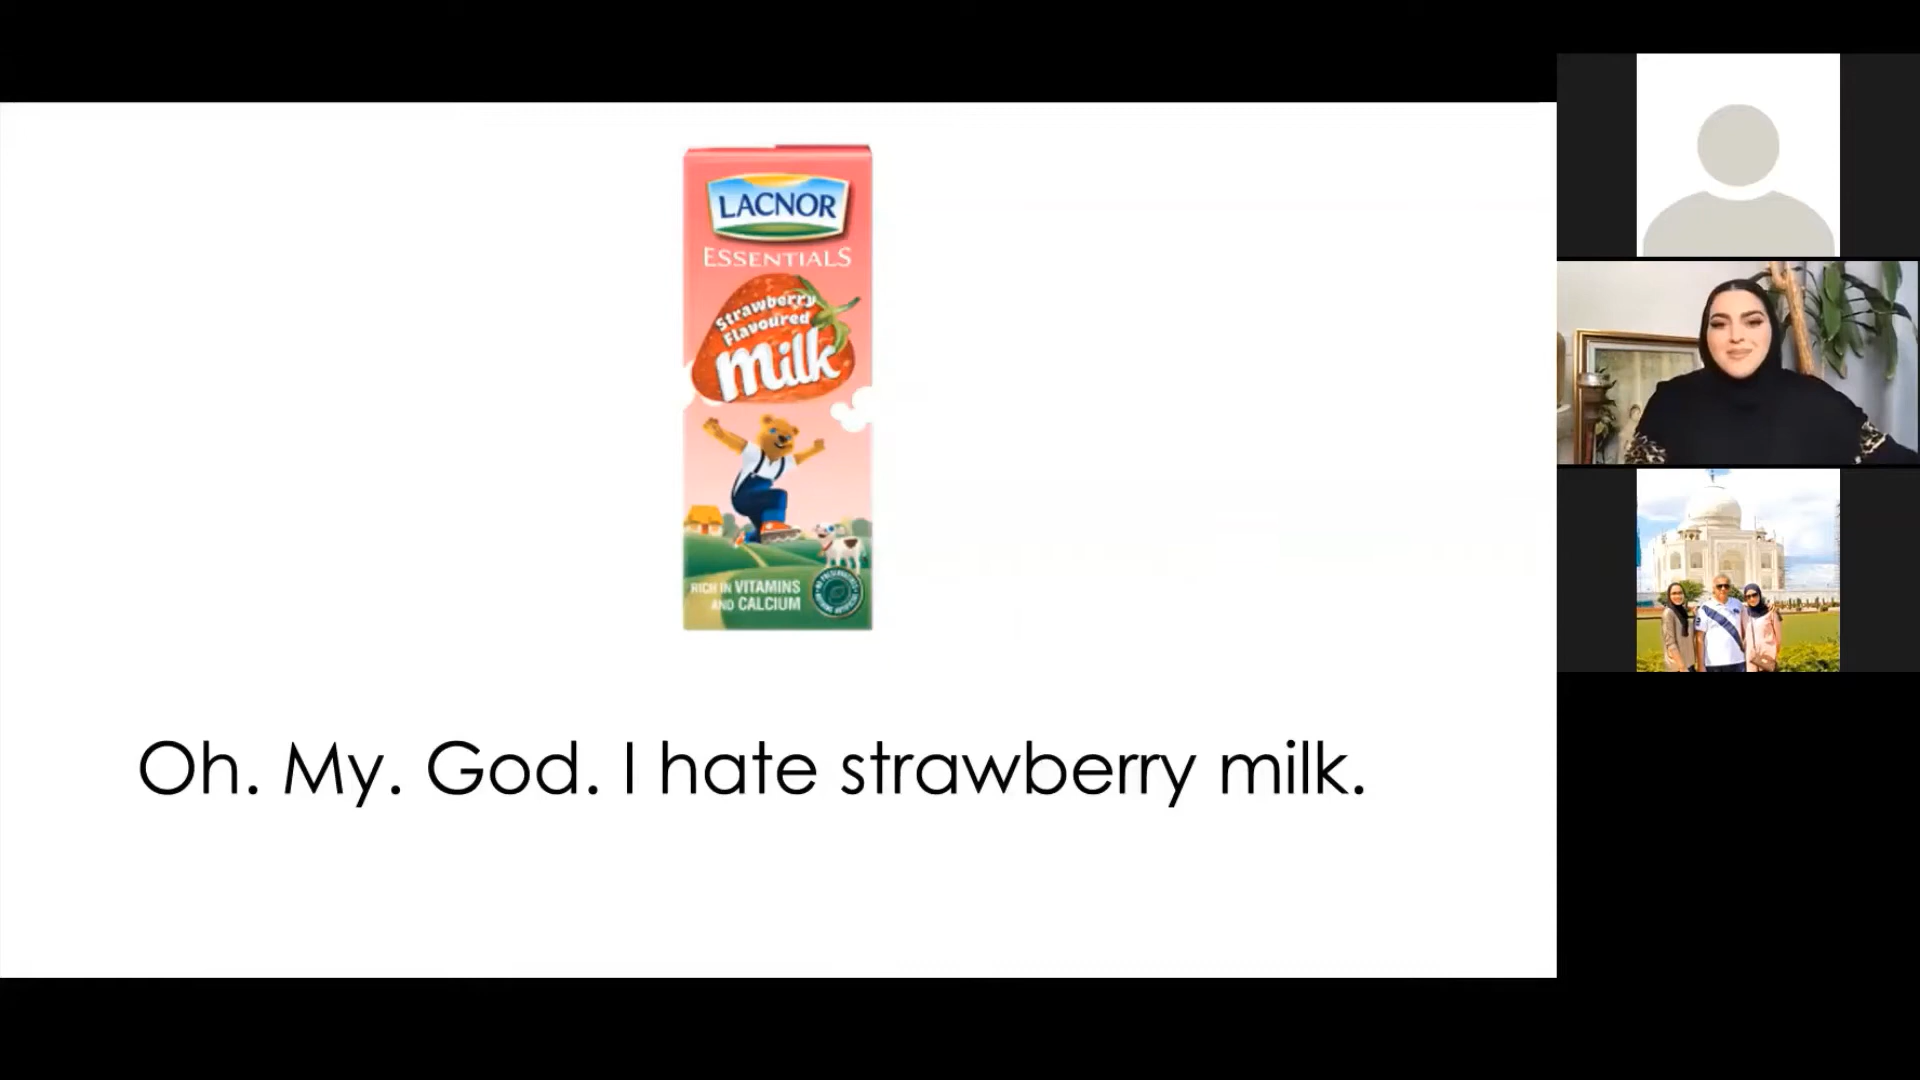 LACNOR
ESSENTIALS
Strawberry
Flavoured
Milk
RICH IN VITAMINS
AND CALCIUM
Oh. My. God. I hate strawberry milk.